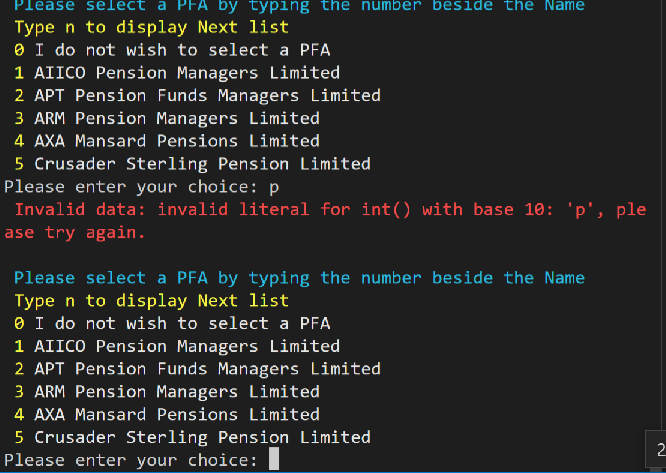 Please select a PFA by typing the number beside the Name
Type n to display Next list
0 I do not wish to select a PFA
1 AIICO Pension Managers Limited
2 APT Pension Funds Managers Limited
3 ARM Pension Managers Limited
4 AXA Mansard Pensions Limited
5 Crusader Sterling Pension Limited
Please enter your choice: p
Invalid data: invalid literal for int() with base 10: 'p', ple
ase try again.
Please select a PFA by typing the number beside the Name
Type n to display Next list
0 I do not wish to select a PFA
1 AIICO Pension Managers Limited
2 APT Pension Funds Managers Limited
3 ARM Pension Managers Limited
4 AXA Mansard Pensions Limited
5 Crusader Sterling Pension Limited
Please enter your choice:
2